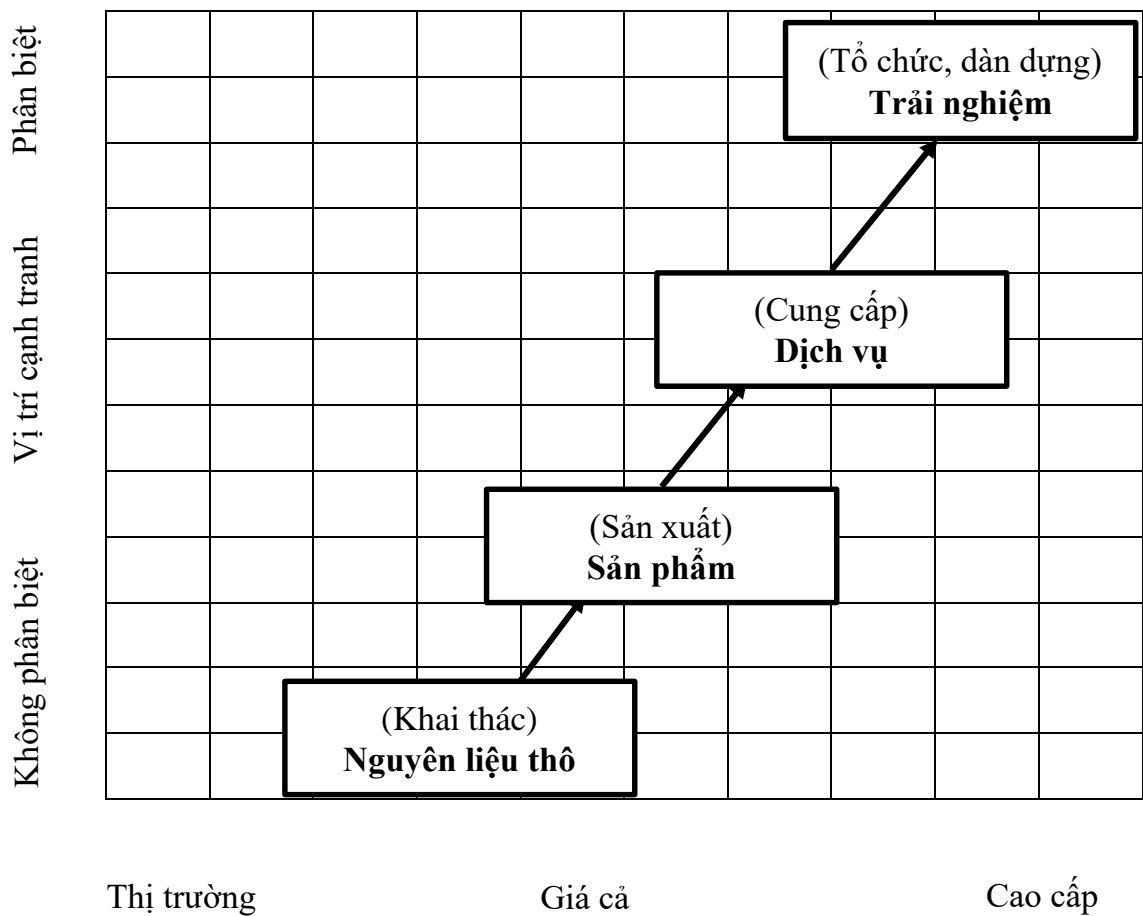 Phân biệt
(Tổ chức, dàn dựng)
Trải nghiệm
Vị trí cạnh tranh
(Cung cấp)
Dịch vụ
(Sản xuất)
Sản phẩm
Không phân biệt
(Khai thác)
Nguyên liệu thô
Thị trường
Giá cả
Cao cấp